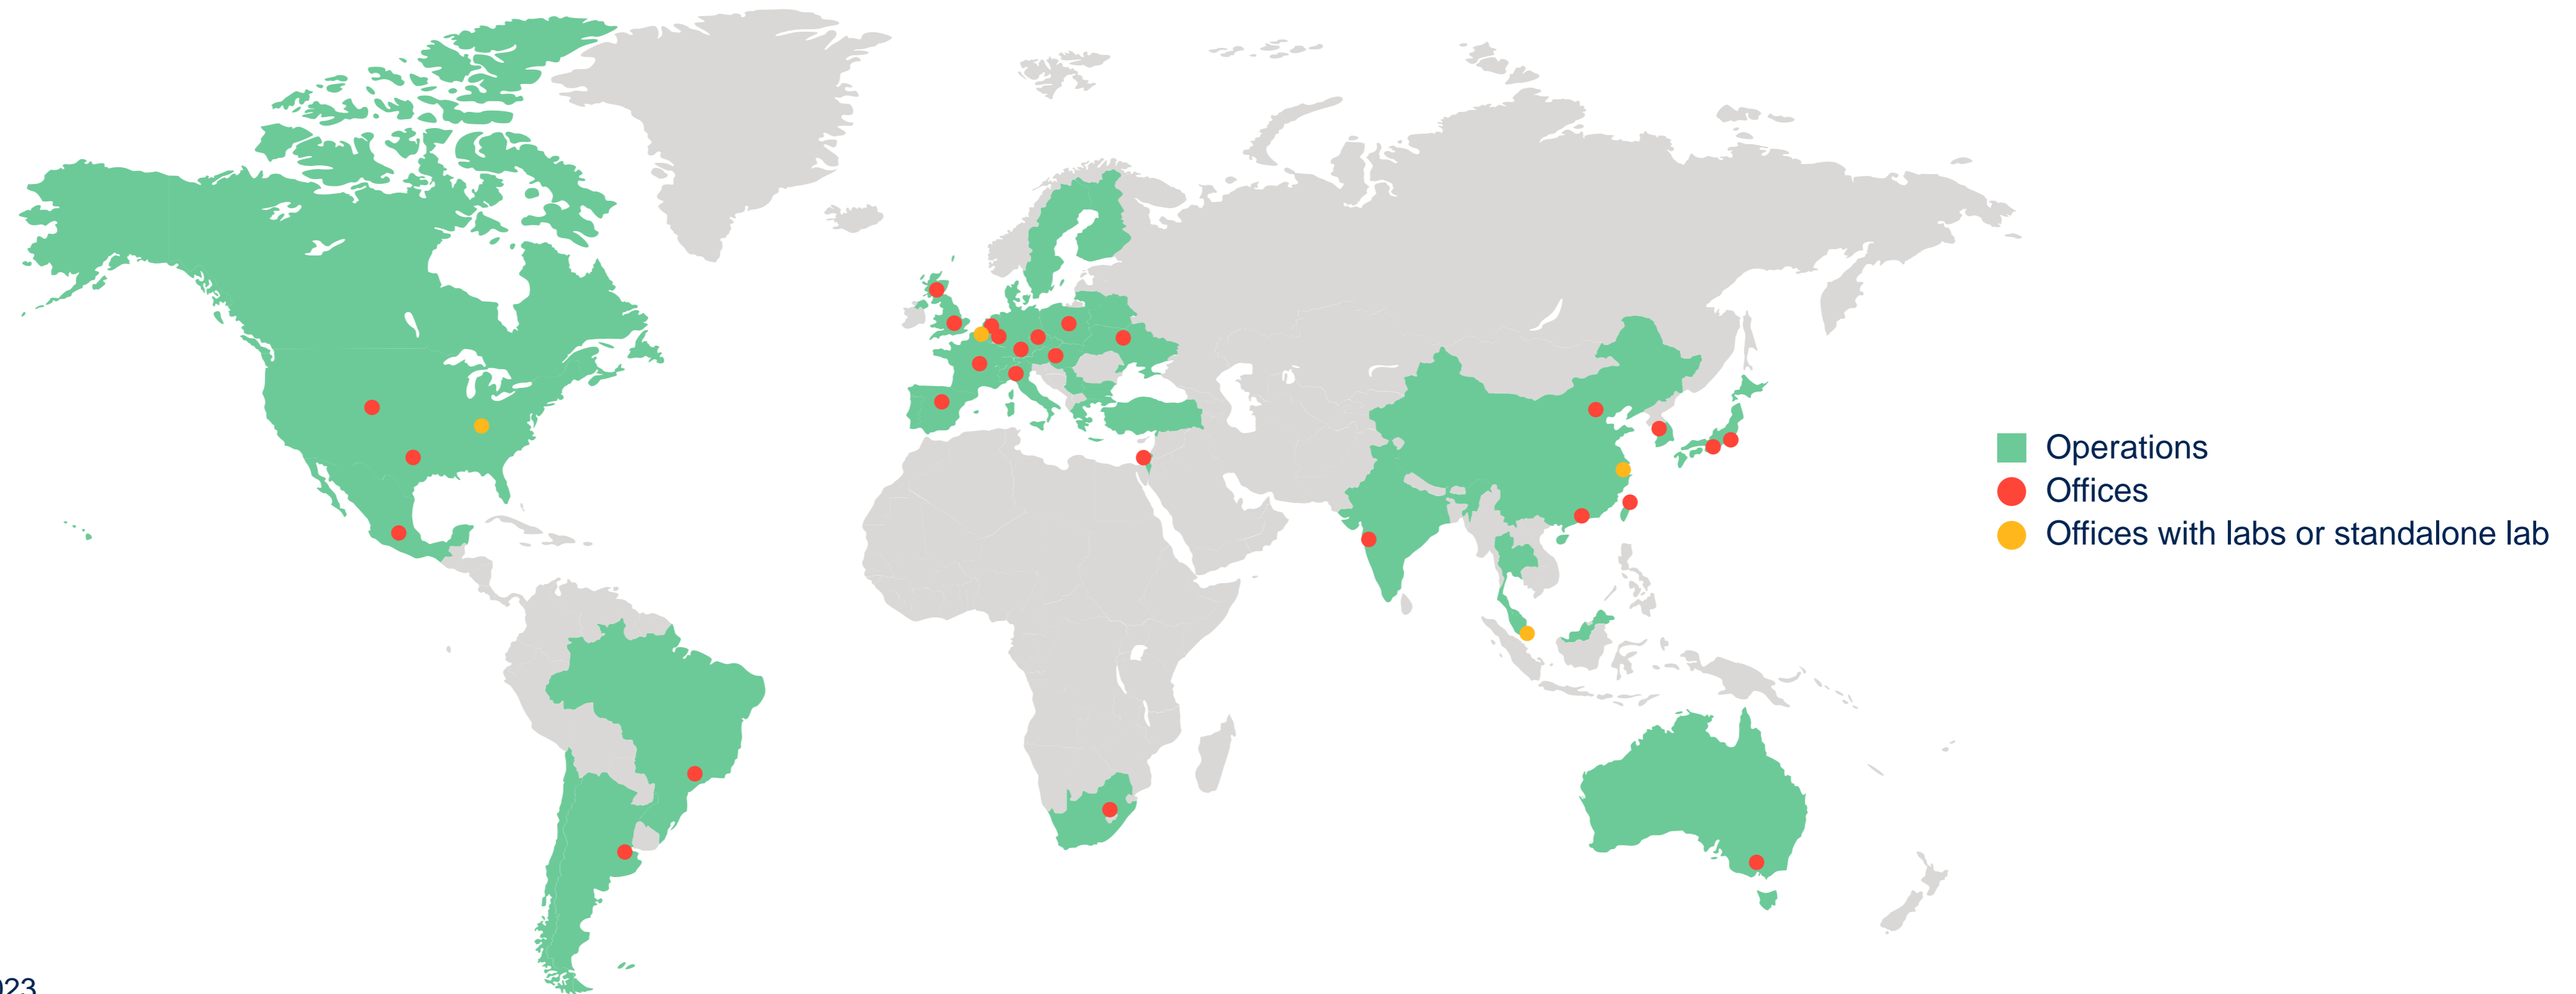 Operations
Offices
Offices with labs or standalone lab